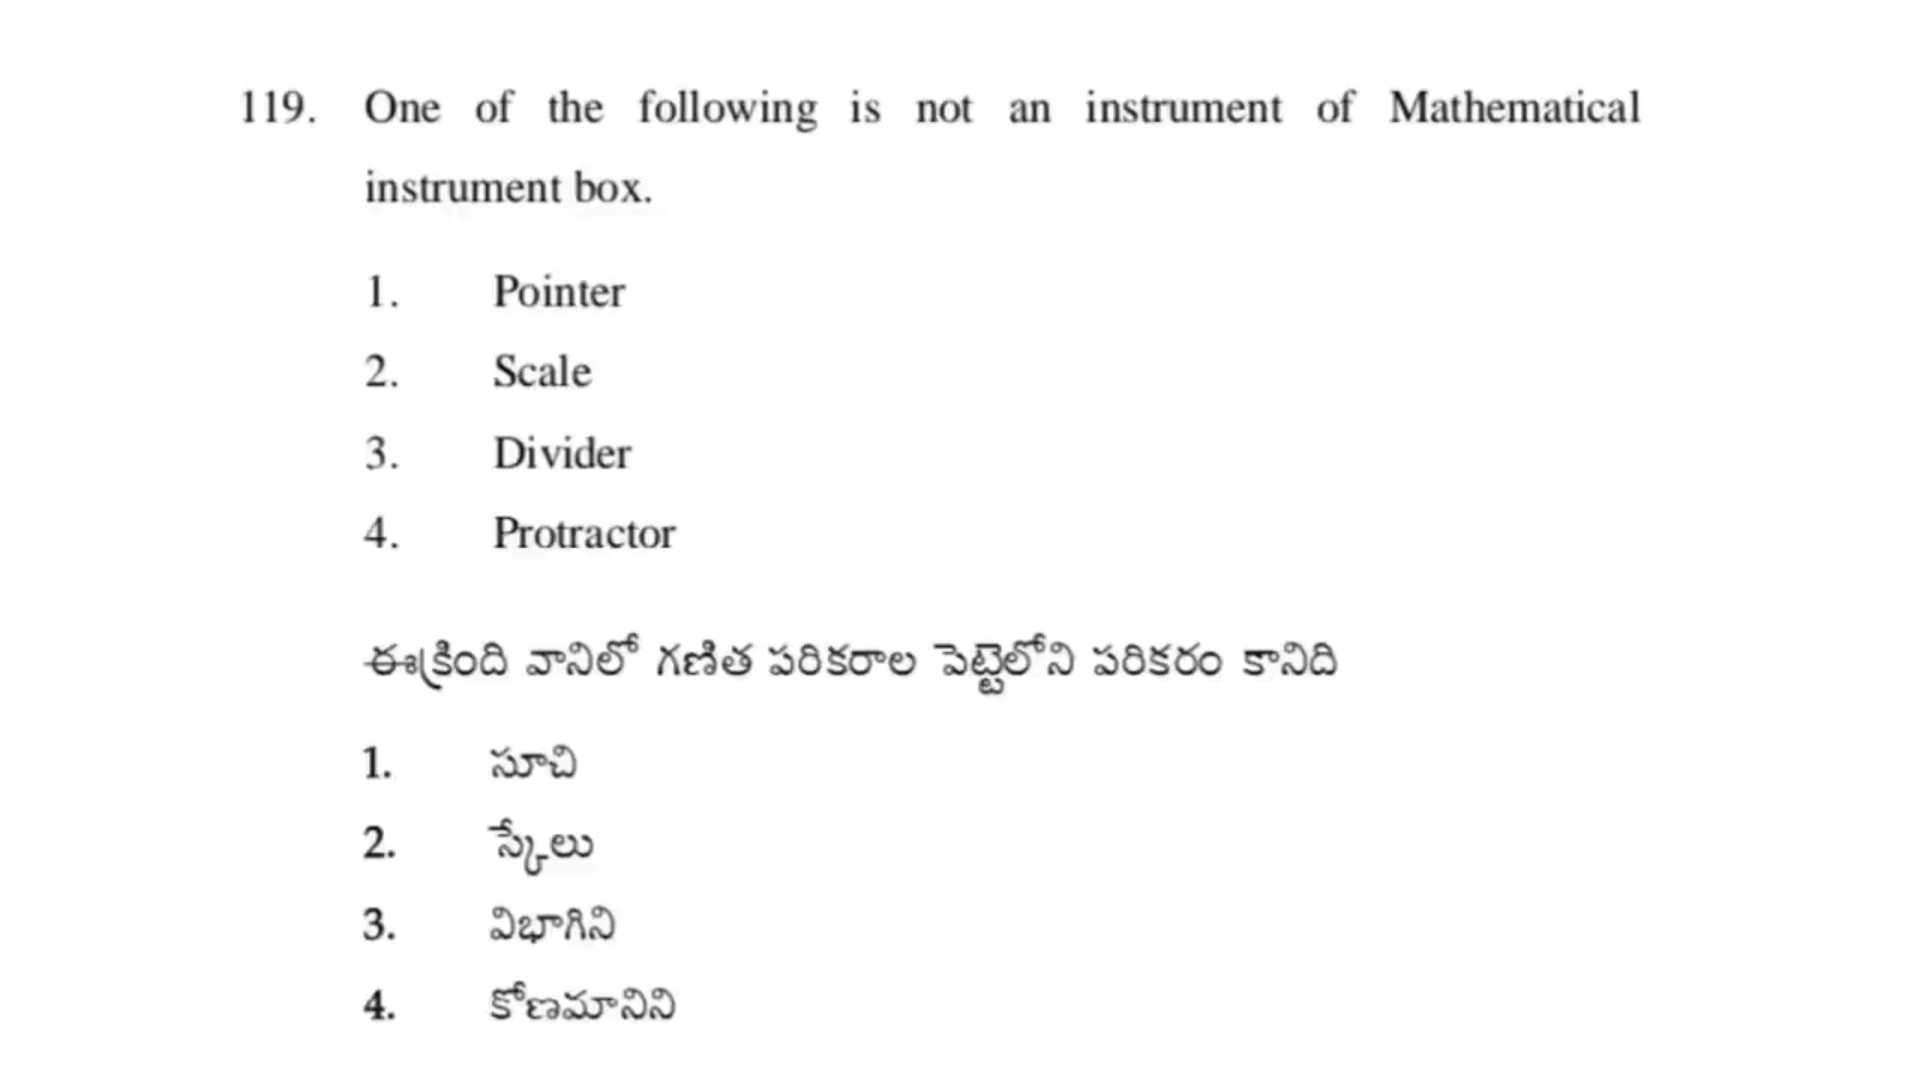 119. One of the following is not an instrument of Mathematical
instrument box.
1. Pointer
2. Scale
3. Divider
4. Protractor
ఈక్రింది వానిలో గణిత పరికరాల పెట్టెలోని పరికరం కానిది
1. సూచి
2. స్కేలు
3. విభాగిని
4. కోణమానిని